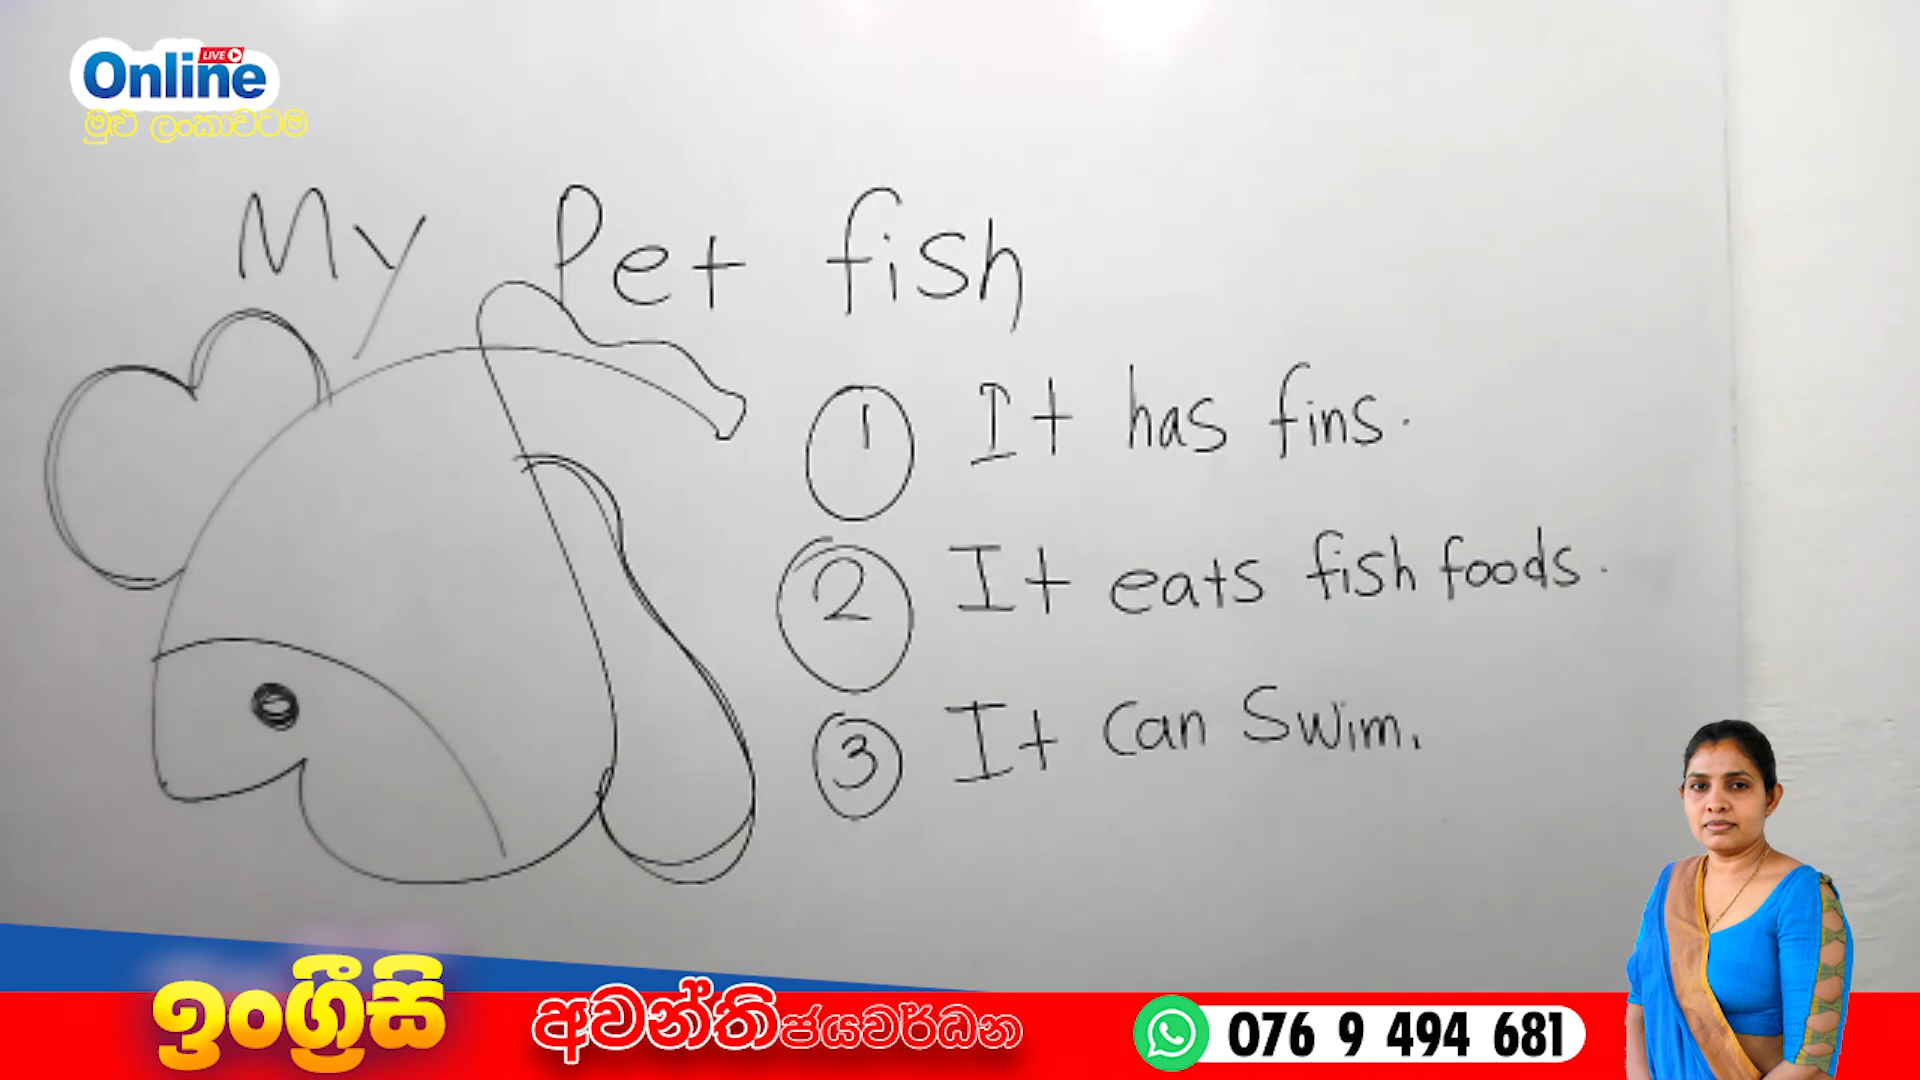 Online LIVE
මුළු ලංකාවටම
My Pet fish
1 It has fins.
2 It eats fish foods.
3 It can Swim.
ඉංග්‍රීසි
අවන්ති ජයවර්ධන
076 9 494 681